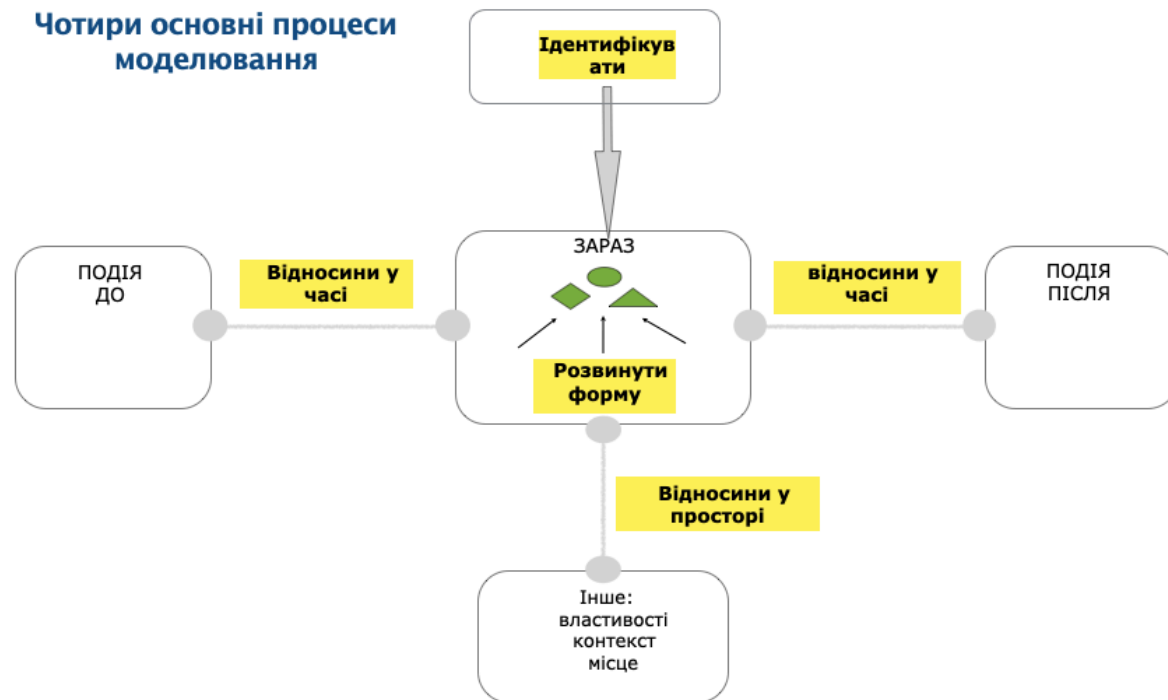 Чотири основні процеси
моделювання
Ідентифікув
ати
ПОДІЯ
ДО
Відносини у
часі
ЗАРАЗ
Розвинути
форму
відносини у
часі
ПОДІЯ
ПІСЛЯ
Відносини у
просторі
Інше:
властивості
контекст
місце